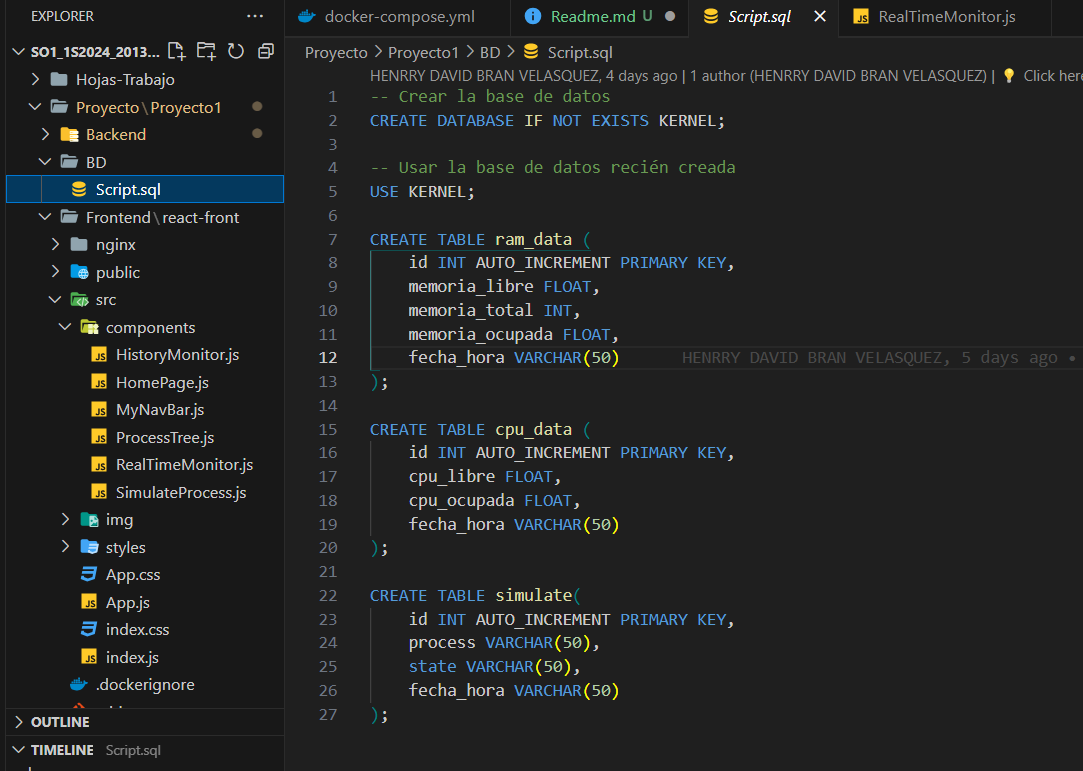 EXPLORER
···
docker-compose.yml
Readme.md U
Script.sql
RealTimeMonitor.js
SO1_1S2024_2013...
Hojas-Trabajo
Proyecto\Proyecto1
Backend
BD
Script.sql
Frontend\react-front
nginx
public
src
components
HistoryMonitor.js
HomePage.js
MyNavBar.js
ProcessTree.js
RealTimeMonitor.js
SimulateProcess.js
img
styles
App.css
App.js
index.css
index.js
.dockerignore
OUTLINE
TIMELINE Script.sql
Proyecto > Proyecto1 > BD > Script.sql
HENRRY DAVID BRAN VELASQUEZ, 4 days ago | 1 author (HENRRY DAVID BRAN VELASQUEZ) | Click here
1 -- Crear la base de datos
2 CREATE DATABASE IF NOT EXISTS KERNEL;
3
4 -- Usar la base de datos recién creada
5 USE KERNEL;
6
7 CREATE TABLE ram_data (
8 id INT AUTO_INCREMENT PRIMARY KEY,
9 memoria_libre FLOAT,
10 memoria_total INT,
11 memoria_ocupada FLOAT,
12 fecha_hora VARCHAR(50) HENRRY DAVID BRAN VELASQUEZ, 5 days ago •
13 );
14
15 CREATE TABLE cpu_data (
16 id INT AUTO_INCREMENT PRIMARY KEY,
17 cpu_libre FLOAT,
18 cpu_ocupada FLOAT,
19 fecha_hora VARCHAR(50)
20 );
21
22 CREATE TABLE simulate(
23 id INT AUTO_INCREMENT PRIMARY KEY,
24 process VARCHAR(50),
25 state VARCHAR(50),
26 fecha_hora VARCHAR(50)
27 );